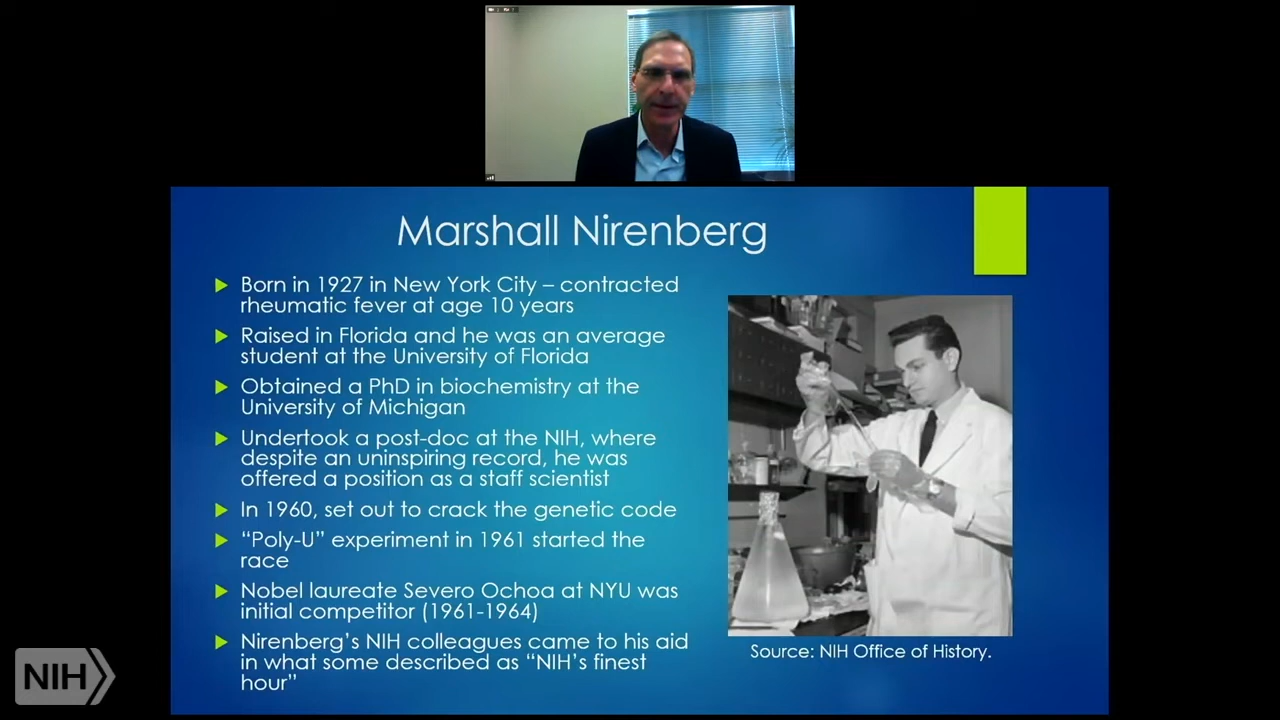 Marshall Nirenberg
Born in 1927 in New York City – contracted
rheumatic fever at age 10 years
Raised in Florida and he was an average
student at the University of Florida
Obtained a PhD in biochemistry at the
University of Michigan
Undertook a post-doc at the NIH, where
despite an uninspiring record, he was
offered a position as a staff scientist
In 1960, set out to crack the genetic code
“Poly-U” experiment in 1961 started the
race
Nobel laureate Severo Ochoa at NYU was
initial competitor (1961-1964)
Nirenberg’s NIH colleagues came to his aid
in what some described as “NIH’s finest
hour”
Source: NIH Office of History.
NIH